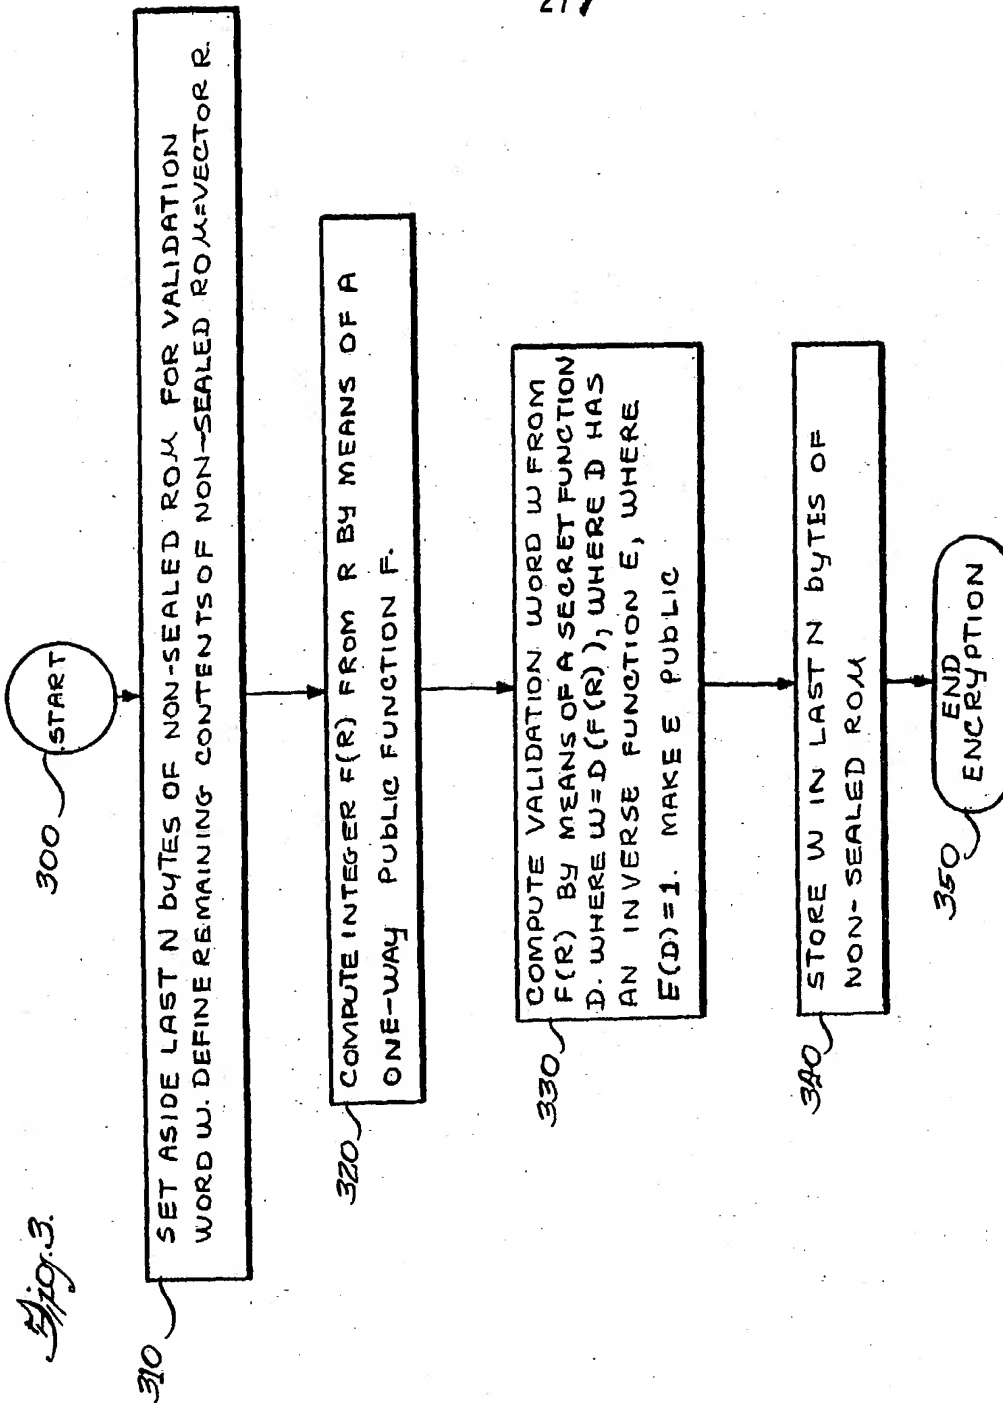 Fig. 3.
300
START
310
SET ASIDE LAST N BYTES OF NON-SEALED ROM FOR VALIDATION
WORD W. DEFINE REMAINING CONTENTS OF NON-SEALED ROM=VECTOR R.
320
COMPUTE INTEGER F(R) FROM R BY MEANS OF A
ONE-WAY PUBLIC FUNCTION F.
330
COMPUTE VALIDATION WORD W FROM
F(R) BY MEANS OF A SECRET FUNCTION
D. WHERE W=D(F(R)), WHERE D HAS
AN INVERSE FUNCTION E, WHERE
E(D)=1. MAKE E PUBLIC
340
STORE W IN LAST N BYTES OF
NON-SEALED ROM
350
END
ENCRYPTION